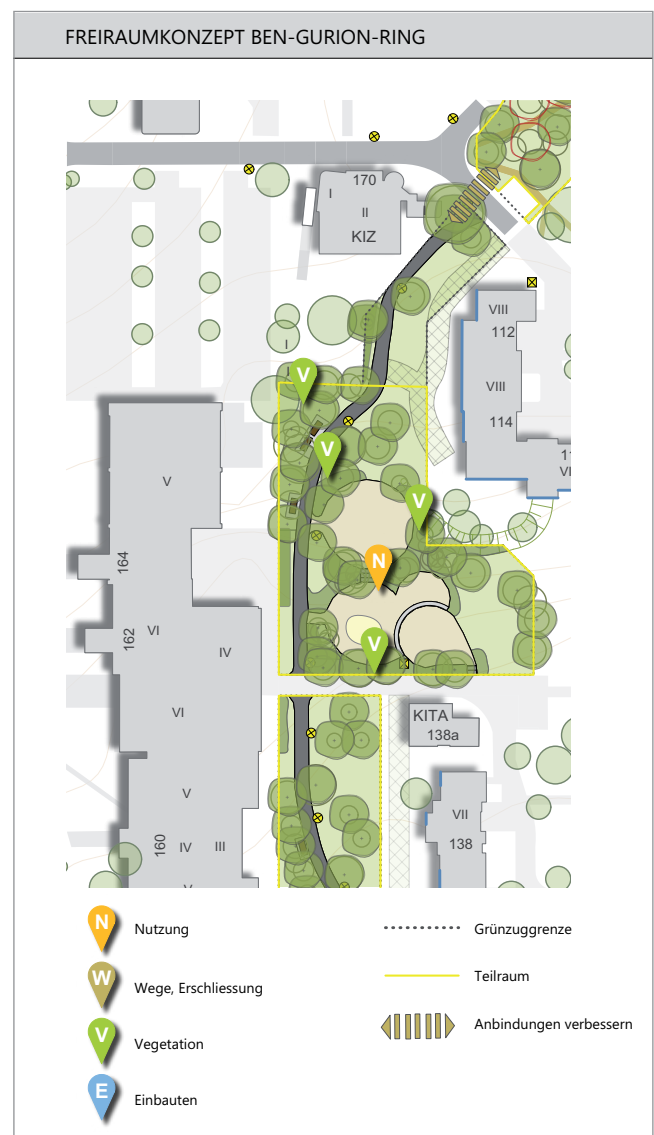 FREIRAUMKONZEPT BEN-GURION-RING
170
I
II
KIZ
VIII
112
I
V
VIII
114
V
V
V
164
N
162
VI
IV
V
VI
KITA
138a
V
VII
138
160
IV
III
N Nutzung
W Wege, Erschliessung
V Vegetation
E Einbauten
Grünzuggrenze
Teilraum
Anbindungen verbessern